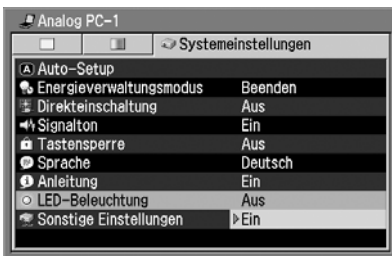 Analog PC-1
Systemeinstellungen
Auto-Setup
Energieverwaltungsmodus Beenden
Direkteinschaltung Aus
Signalton Ein
Tastensperre Aus
Sprache Deutsch
Anleitung Ein
LED-Beleuchtung Aus
Sonstige Einstellungen Ein